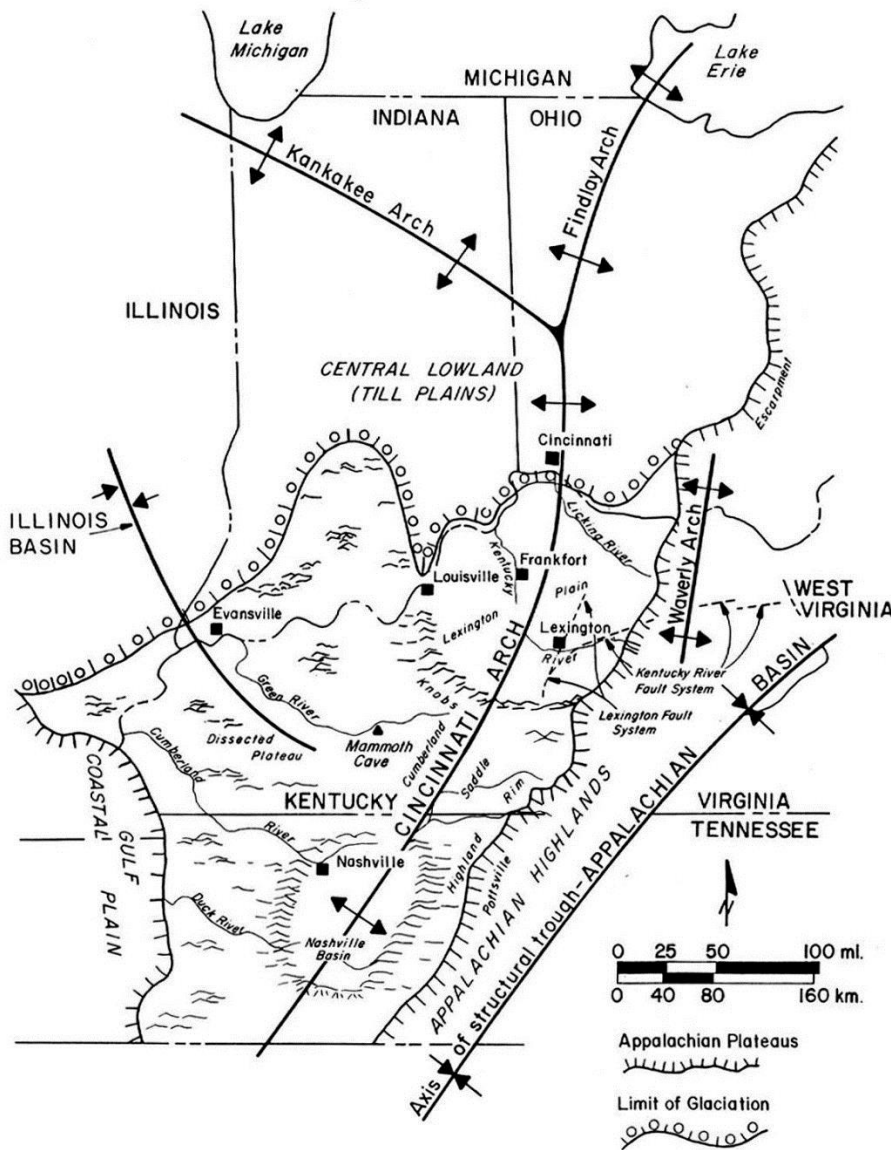 Lake
Michigan
Lake
Erie
MICHIGAN
INDIANA
OHIO
Kankakee Arch
Findlay Arch
ILLINOIS
CENTRAL LOWLAND
(TILL PLAINS)
Escarpment
Cincinnati
ILLINOIS
BASIN
Licking River
Waverly Arch
Kentucky
Frankfort
Louisville
Plain
WEST
VIRGINIA
Evansville
Lexington
Lexington
River
Kentucky River
Fault System
BASIN
Green River
Knobs
Lexington Fault
System
Dissected Plateau
Mammoth
Cave
CINCINNATI ARCH
Cumberland
Saddle
Cumberland
River
COASTAL
GULF
PLAIN
KENTUCKY
Rim
Highland
VIRGINIA
TENNESSEE
Nashville
Pottsville
APPALACHIAN HIGHLANDS
Duck River
Nashville
Basin
Axis of structural trough-APPALACHIAN
N
0 25 50 100 mi.
0 40 80 160 km.
Appalachian Plateaus
Limit of Glaciation